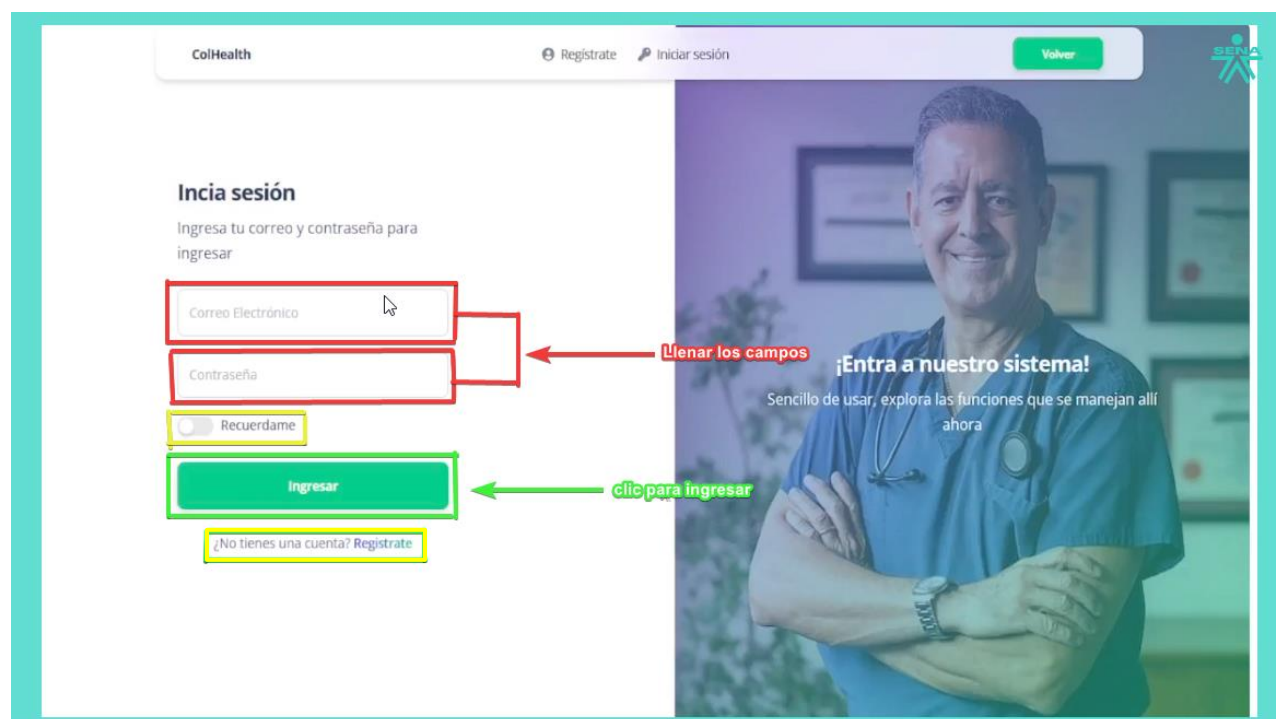 ColHealth
Regístrate
Iniciar sesión
Volver
SENA
Incia sesión
Ingresa tu correo y contraseña para
ingresar
Correo Electrónico
Contraseña
Recuerdame
Ingresar
¿No tienes una cuenta? Registrate
Llenar los campos
clic para ingresar
¡Entra a nuestro sistema!
Sencillo de usar, explora las funciones que se manejan allí
ahora